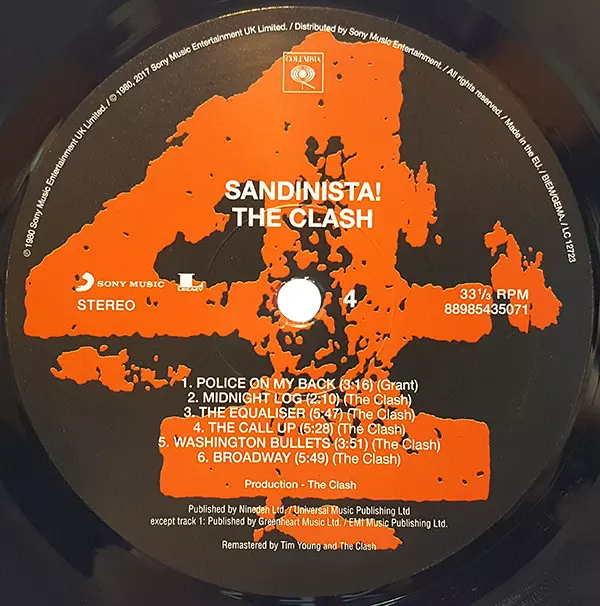 ℗ 1980 Sony Music Entertainment UK Limited. / © 1980, 2017 Sony Music Entertainment UK Limited. / Distributed by Sony Music Entertainment. / All rights reserved. / Made in the EU. / BIEM/GEMA. / LC 12723
COLUMBIA
SANDINISTA!
THE CLASH
SONY MUSIC
LEGACY
STEREO
4
33 1/3 RPM
88985435071
1. POLICE ON MY BACK (3:16) (Grant)
2. MIDNIGHT LOG (2:10) (The Clash)
3. THE EQUALISER (5:47) (The Clash)
4. THE CALL UP (5:28) (The Clash)
5. WASHINGTON BULLETS (3:51) (The Clash)
6. BROADWAY (5:49) (The Clash)
Production - The Clash
Published by Nineden Ltd. / Universal Music Publishing Ltd
except track 1: Published by Greenheart Music Ltd. / EMI Music Publishing Ltd.
Remastered by Tim Young and The Clash